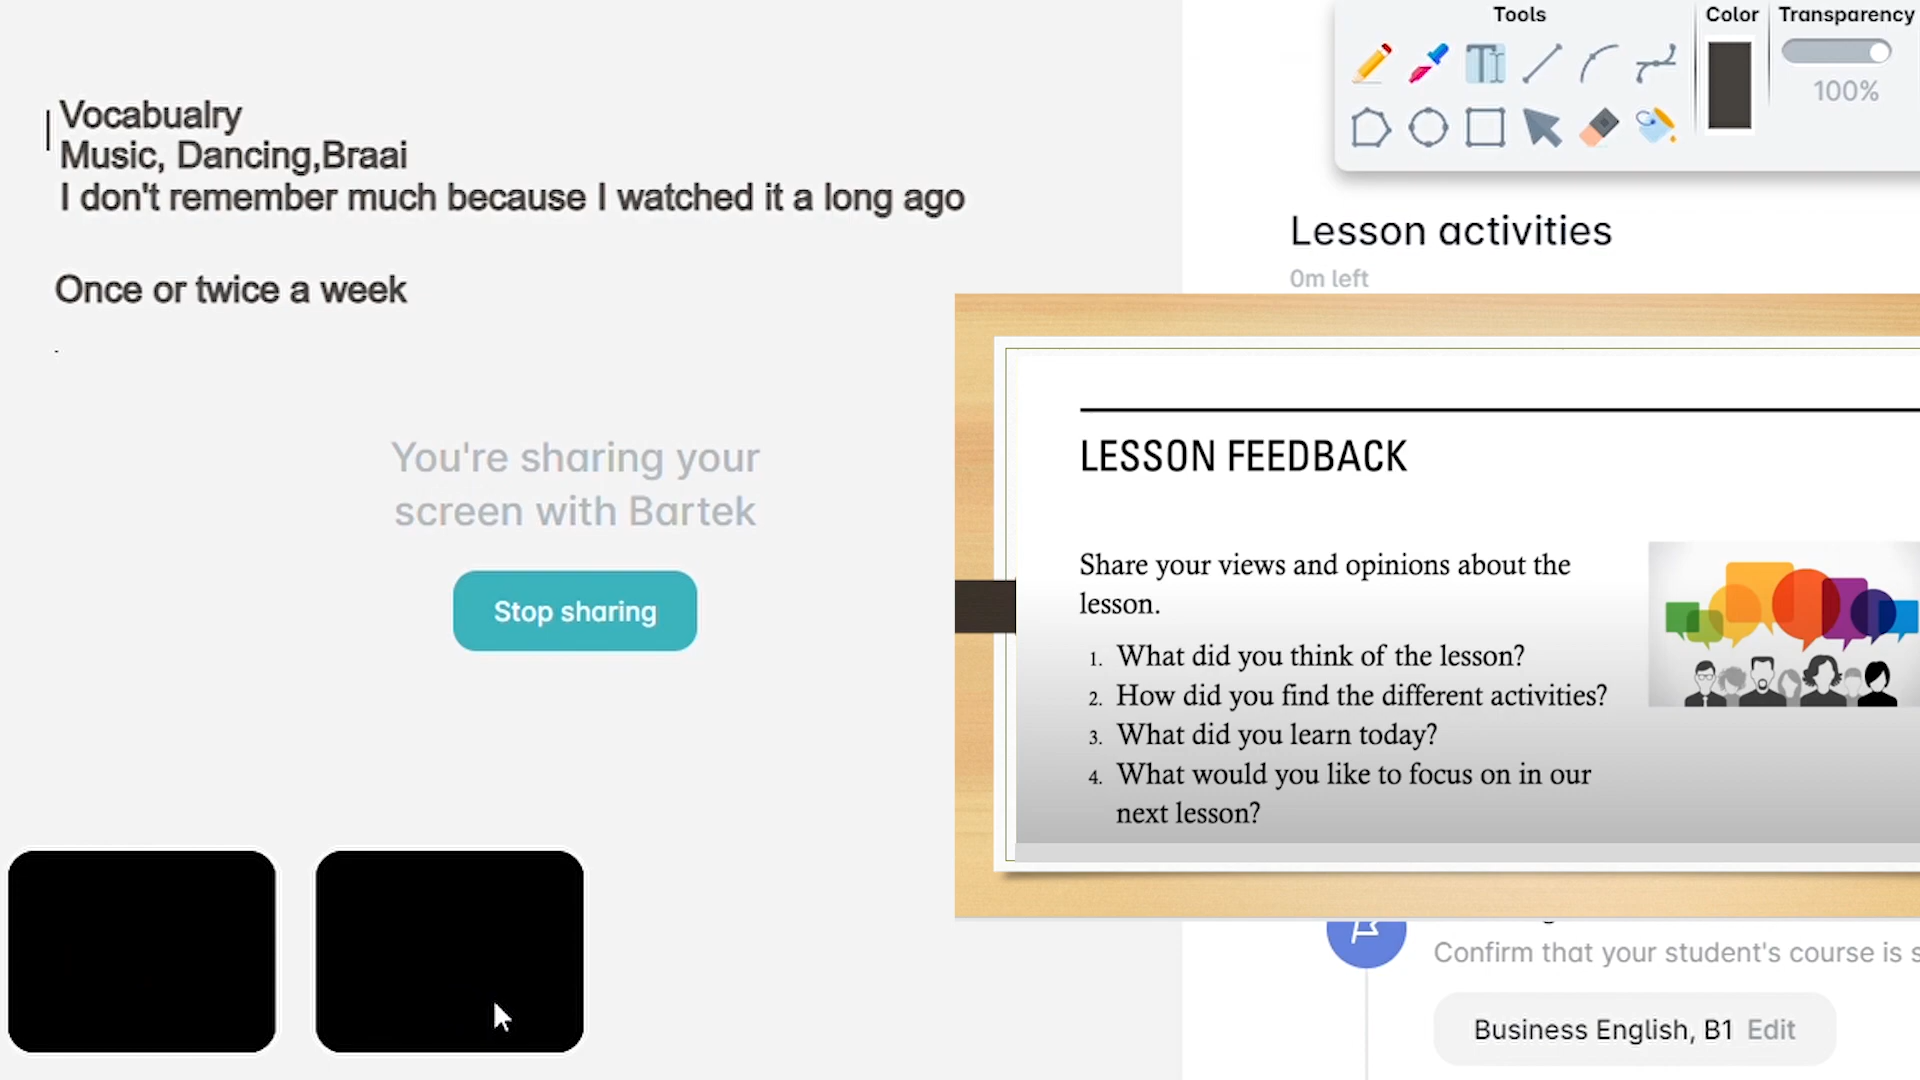 Vocabualry
Music, Dancing,Braai
I don't remember much because I watched it a long ago
Once or twice a week
.
You're sharing your
screen with Bartek
Stop sharing
Tools
Color
Transparency
100%
Lesson activities
0m left
LESSON FEEDBACK
Share your views and opinions about the
lesson.
1. What did you think of the lesson?
2. How did you find the different activities?
3. What did you learn today?
4. What would you like to focus on in our
next lesson?
Confirm that your student's course is s
Business English, B1 Edit